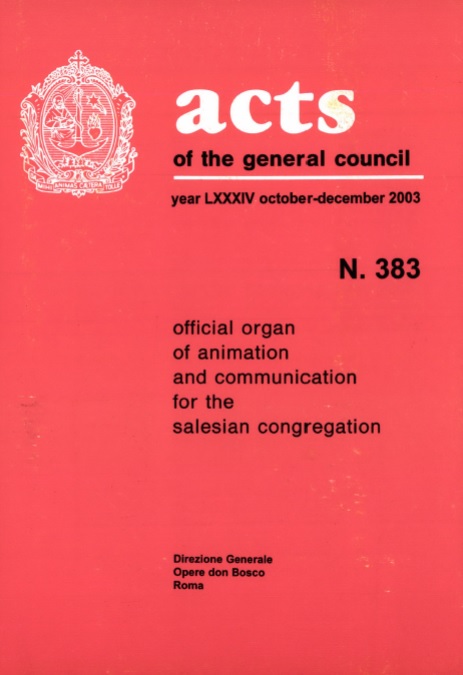 acts
of the general council
year LXXXIV october-december 2003
N. 383
official organ
of animation
and communication
for the
salesian congregation
Direzione Generale
Opere don Bosco
Roma